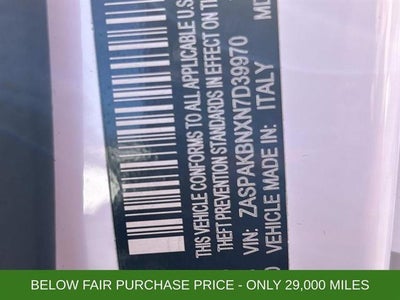 THIS VEHICLE CONFORMS TO ALL APPLICABLE U.S.
THEFT PREVENTION STANDARDS IN EFFECT ON THE
VIN: ZASPAKBNXN7D39970
VEHICLE MADE IN: ITALY
BELOW FAIR PURCHASE PRICE - ONLY 29,000 MILES